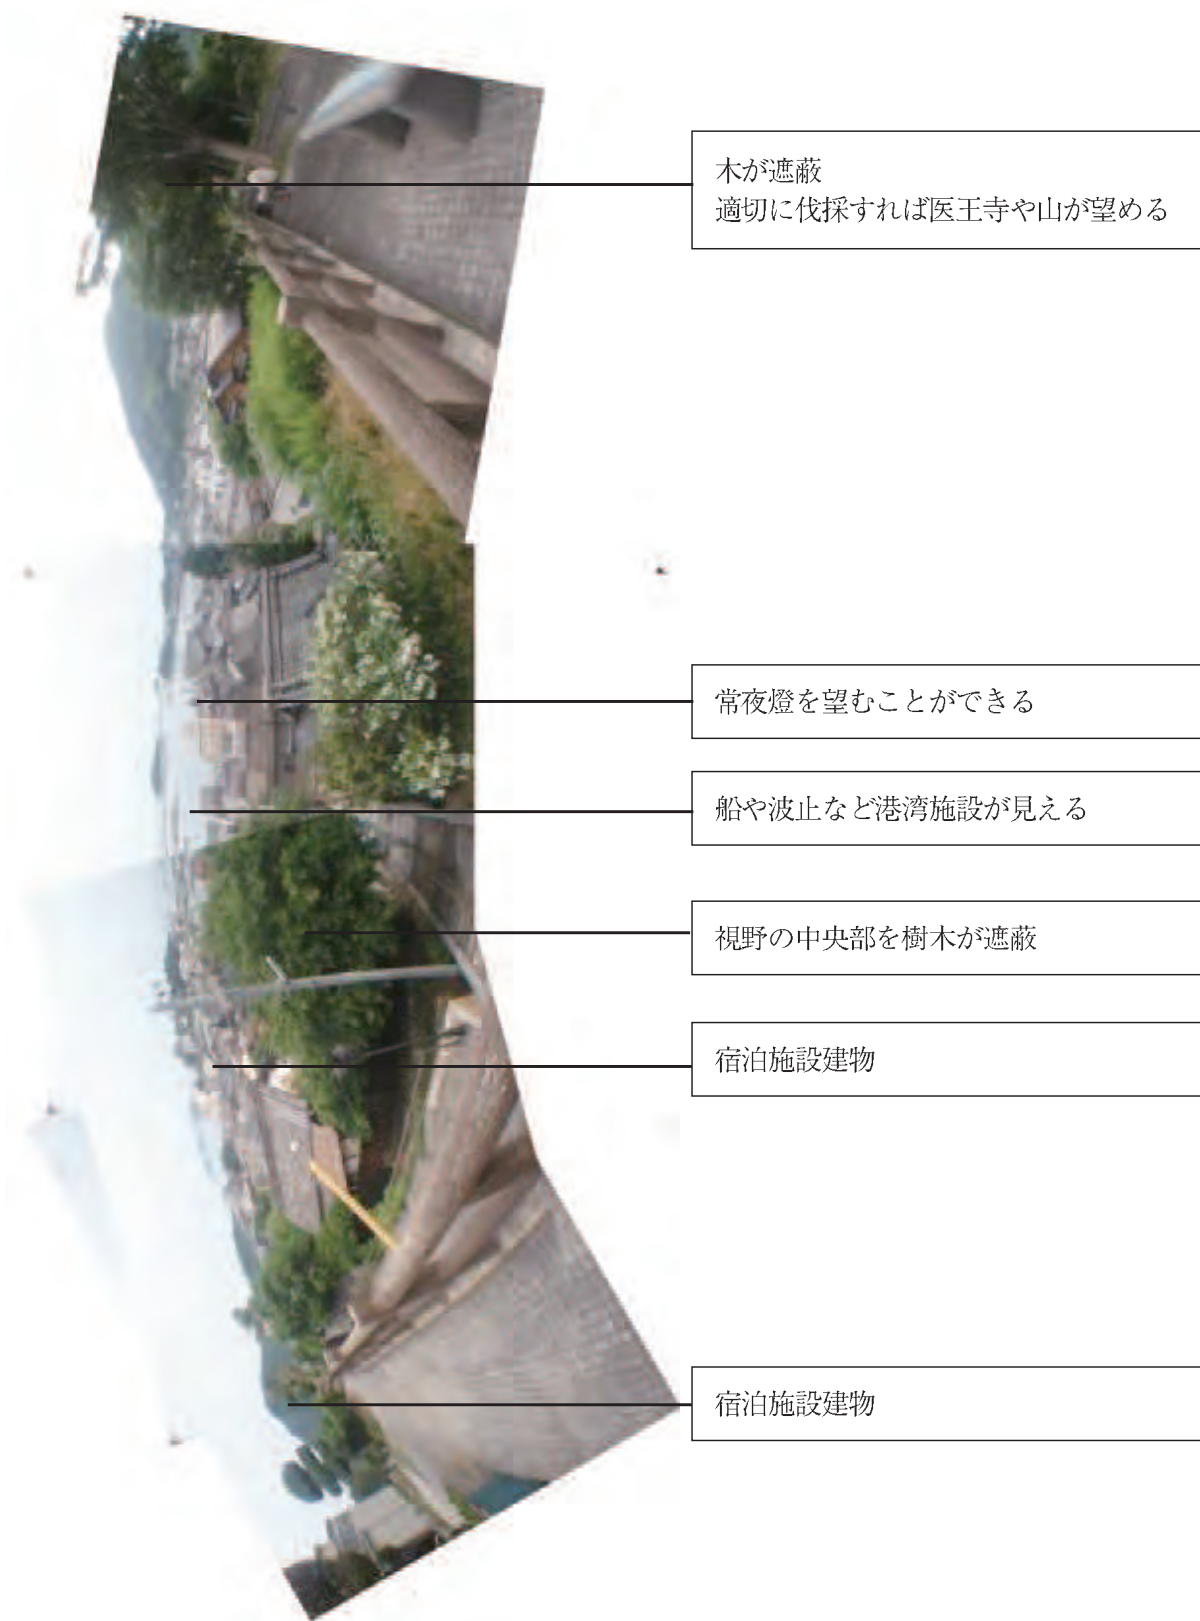 木が遮蔽
適切に伐採すれば医王寺や山が望める
常夜燈を望むことができる
船や波止など港湾施設が見える
視野の中央部を樹木が遮蔽
宿泊施設建物
宿泊施設建物